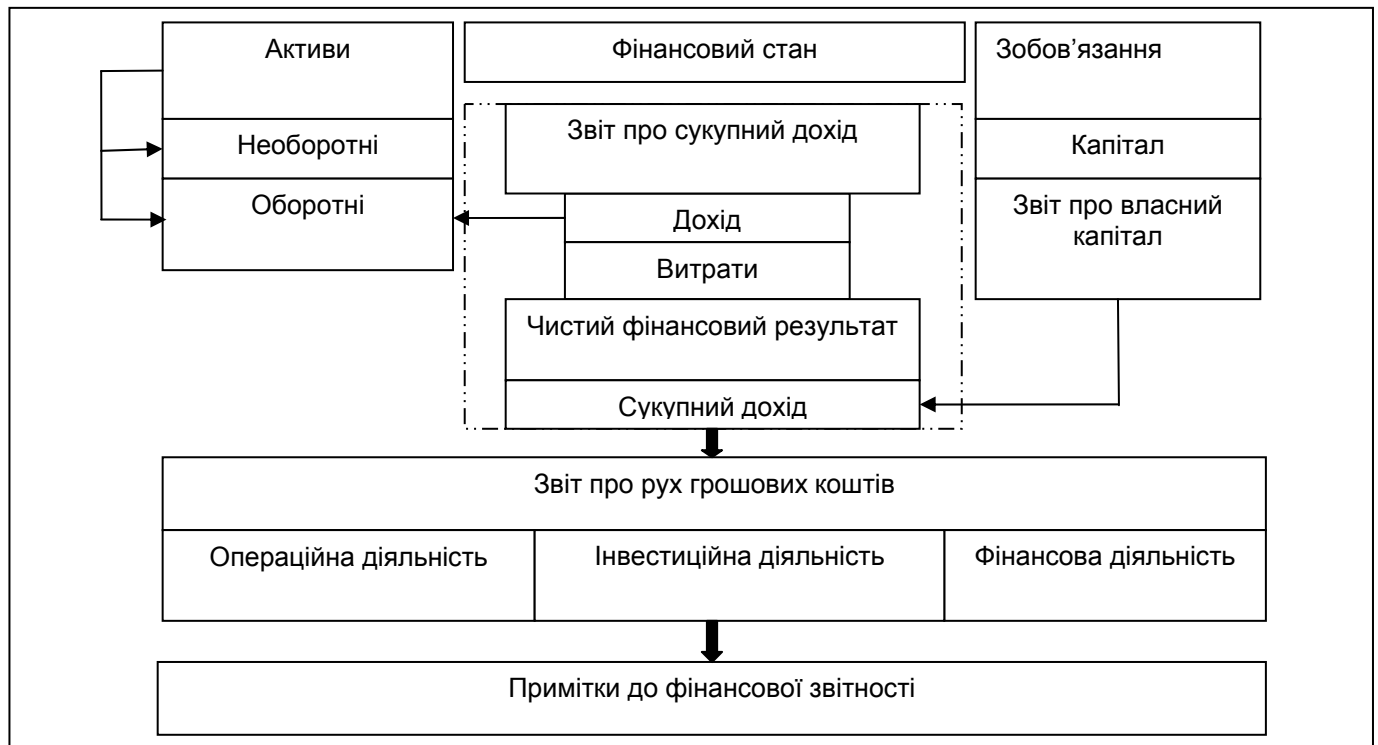 Активи
Фінансовий стан
Зобов’язання
Звіт про сукупний дохід
Необоротні
Капітал
Оборотні
Звіт про власний
капітал
Дохід
Витрати
Чистий фінансовий результат
Сукупний дохід
Звіт про рух грошових коштів
Операційна діяльність
Інвестиційна діяльність
Фінансова діяльність
Примітки до фінансової звітності